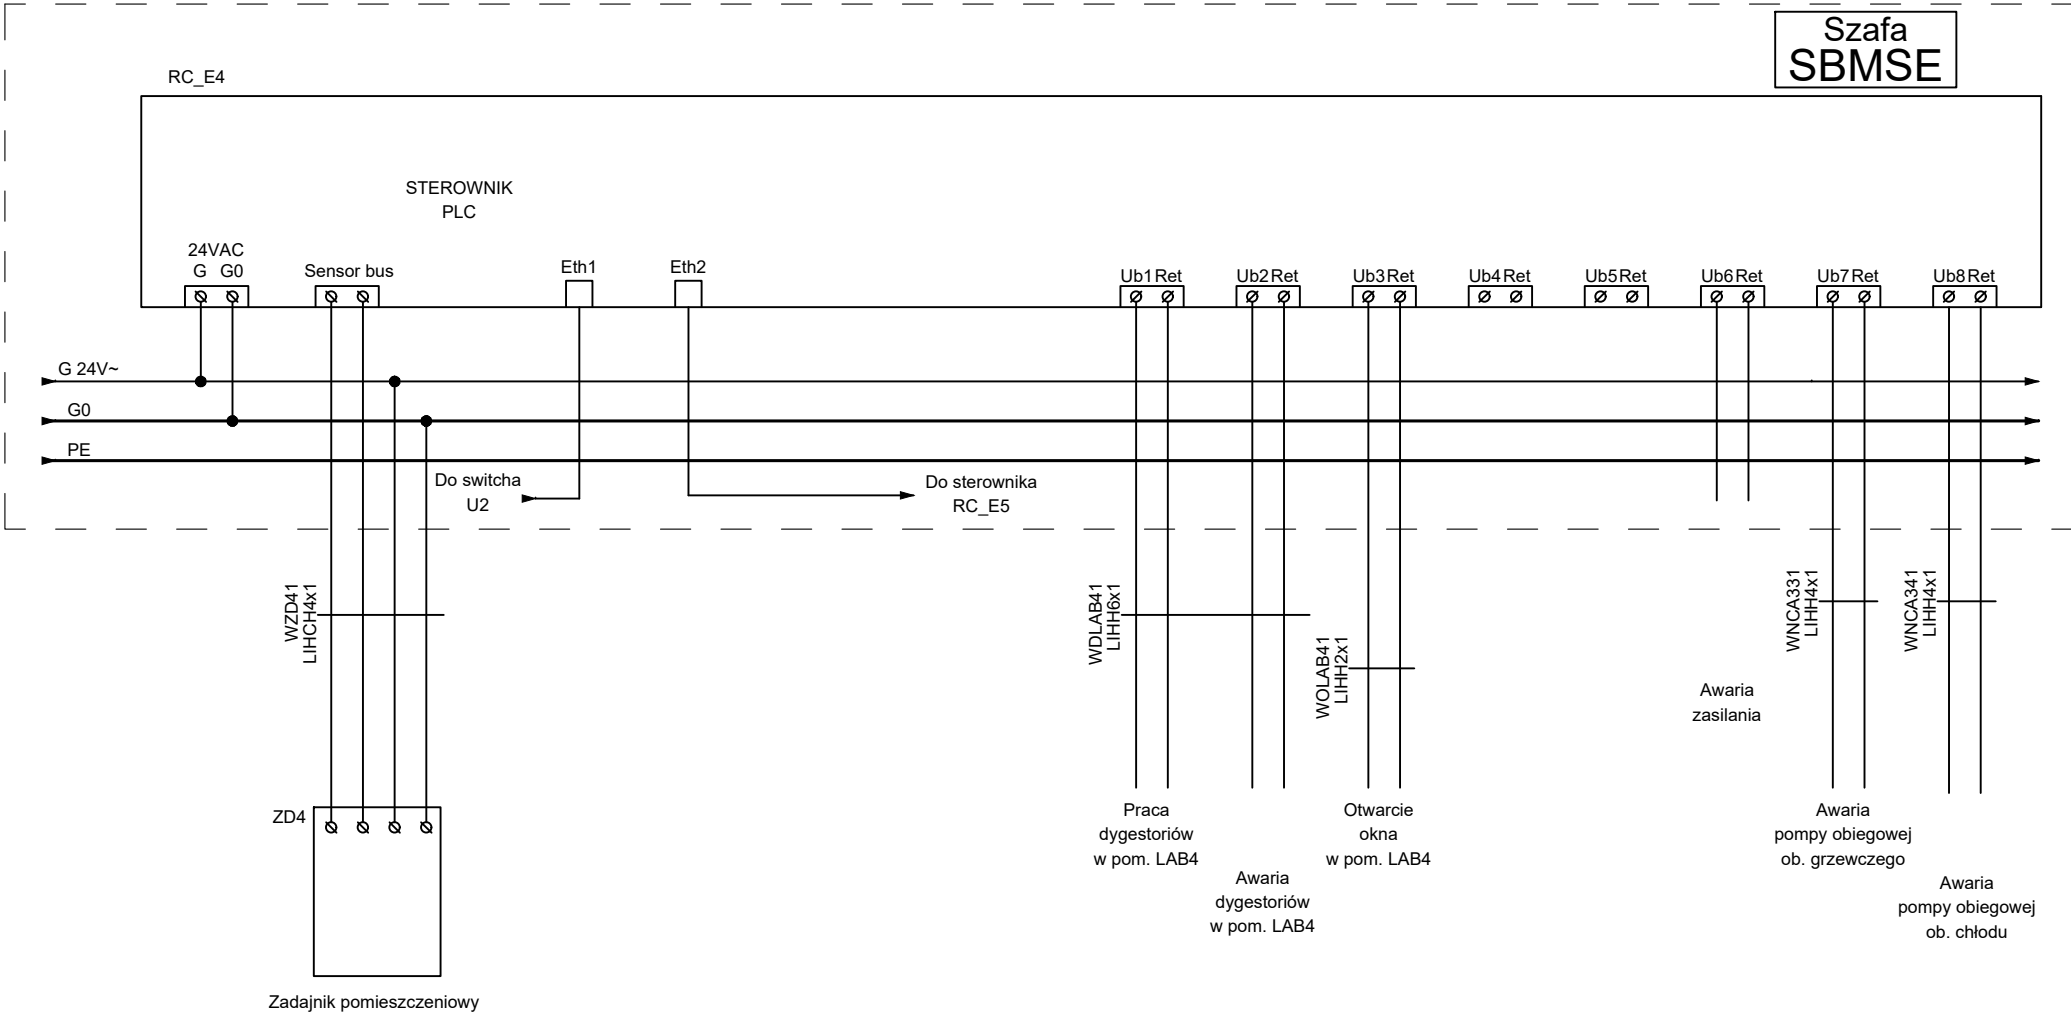 Szafa
SBMSE
RC_E4
STEROWNIK
PLC
24VAC
G G0
Sensor bus
Eth1
Eth2
Ub1 Ret
Ub2 Ret
Ub3 Ret
Ub4 Ret
Ub5 Ret
Ub6 Ret
Ub7 Ret
Ub8 Ret
G 24V~
G0
PE
Do switcha
U2
Do sterownika
RC_E5
WZD41
LIHCH4x1
WDLAB41
LIHH6x1
WOLAB41
LIHH2x1
WNCA331
LIHH4x1
WNCA341
LIHH4x1
Awaria
zasilania
ZD4
Praca
dygestoriów
w pom. LAB4
Awaria
dygestoriów
w pom. LAB4
Otwarcie
okna
w pom. LAB4
Awaria
pompy obiegowej
ob. grzewczego
Awaria
pompy obiegowej
ob. chłodu
Zadajnik pomieszczeniowy